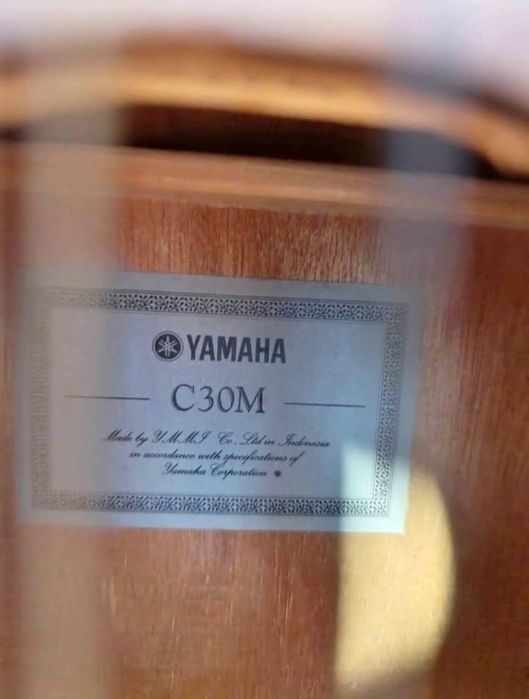 YAMAHA
C30M
Made by Y.M.M.I Co. Ltd in Indonesia
in accordance with specifications of
Yamaha Corporation